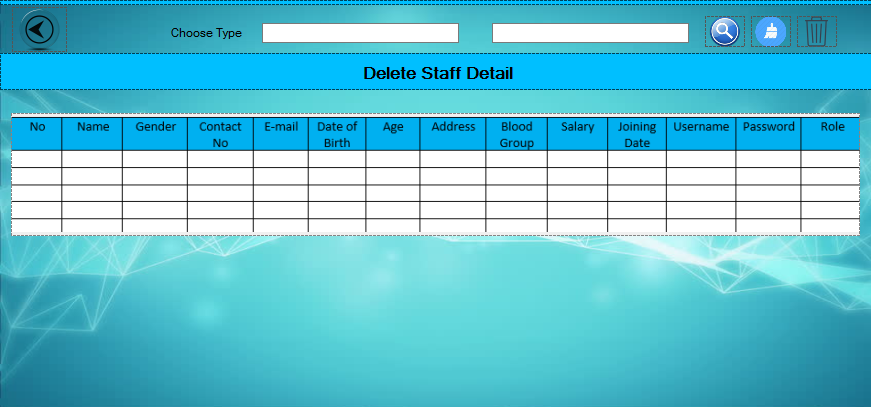 Choose Type
Delete Staff Detail
No Name Gender Contact No E-mail Date of Birth Age Address Blood Group Salary Joining Date Username Password Role